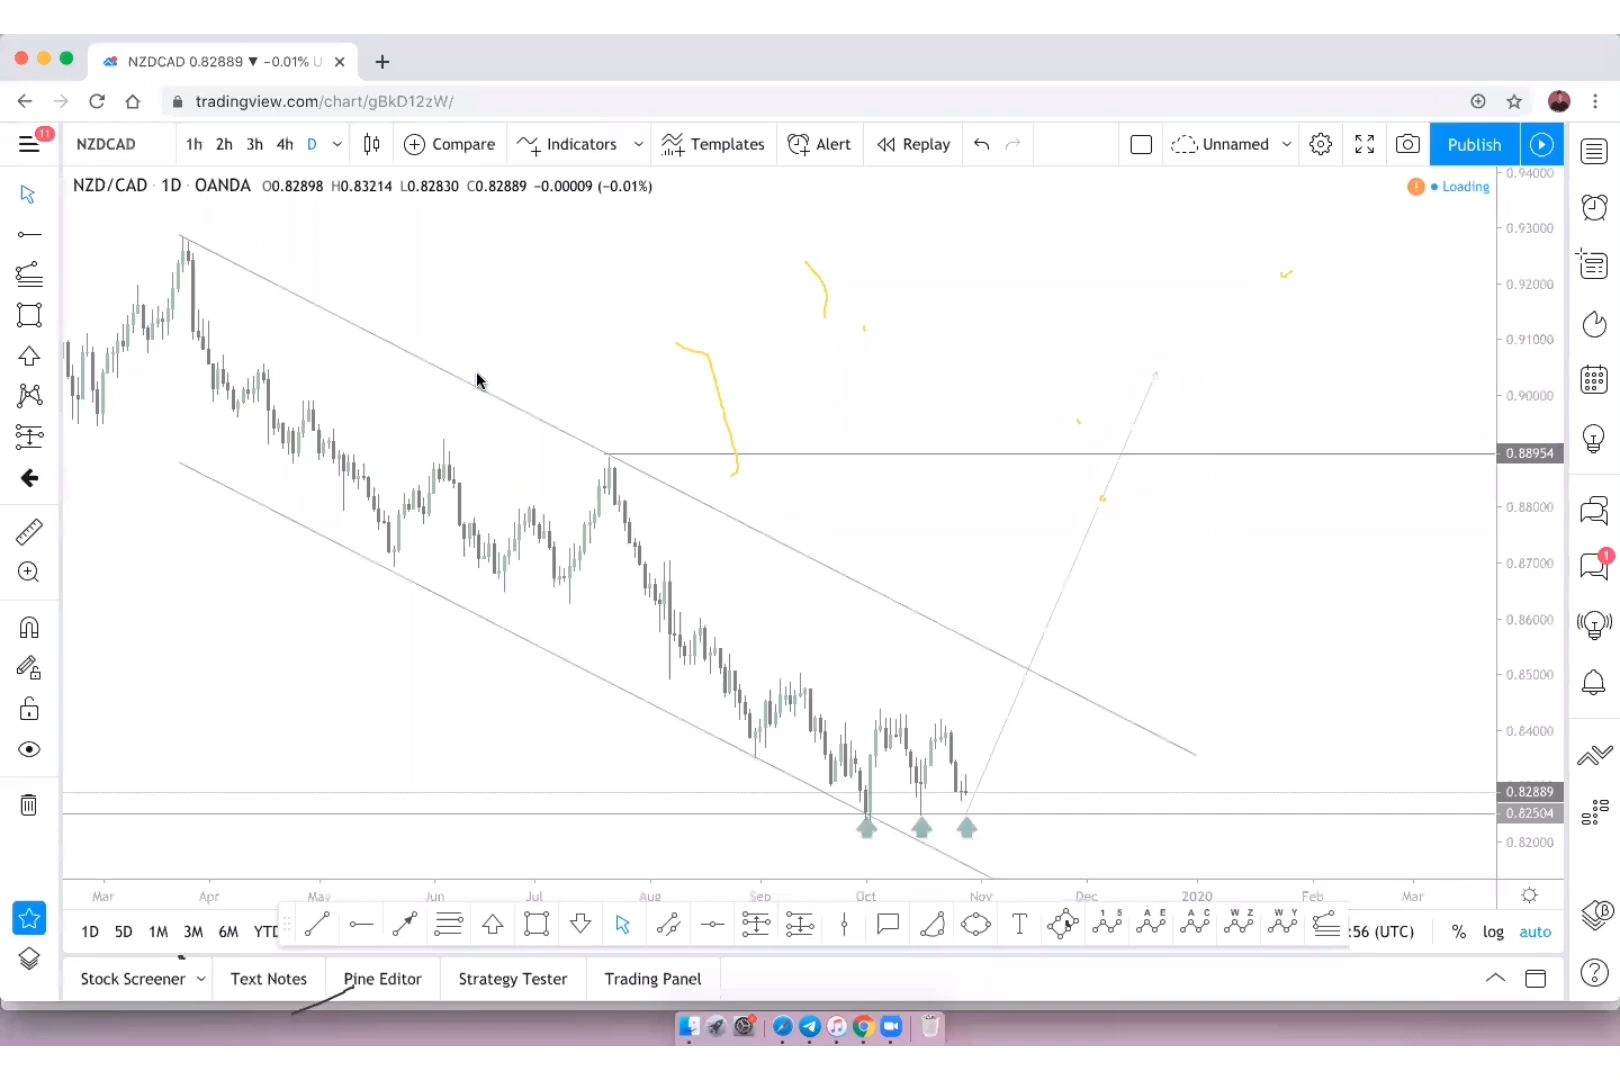 NZDCAD 0.82889 ▼ −0.01% U
tradingview.com/chart/gBkD12zW/
11
NZDCAD 1h 2h 3h 4h D Compare Indicators Templates Alert Replay Unnamed Publish
NZD/CAD · 1D · OANDA O0.82898 H0.83214 L0.82830 C0.82889 −0.00009 (−0.01%)
Loading
0.94000
0.93000
0.92000
0.91000
0.90000
0.88954
0.88000
0.87000
1
0.86000
0.85000
0.84000
0.82889
0.82504
0.82000
Mar Apr May Jun Jul Aug Sep Oct Nov Dec 2020 Feb Mar
1D 5D 1M 3M 6M YTD :56 (UTC) % log auto
Stock Screener Text Notes Pine Editor Strategy Tester Trading Panel